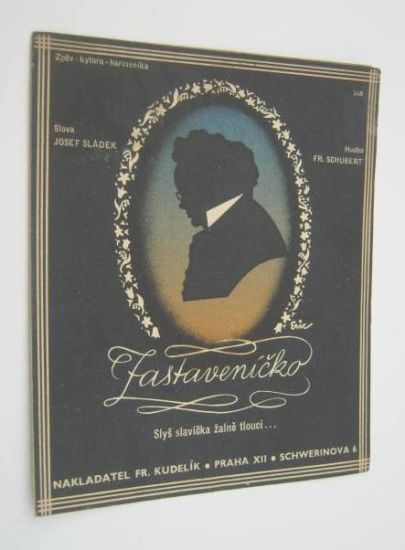 Zpěv - kytara - harmonika
348
Slova
JOSEF SLÁDEK
Hudba
FR. SCHUBERT
Eric
Zastaveníčko
Slyš slavíčka žalně tlouci...
NAKLADATEL FR. KUDELÍK • PRAHA XII • SCHWERINOVA 6